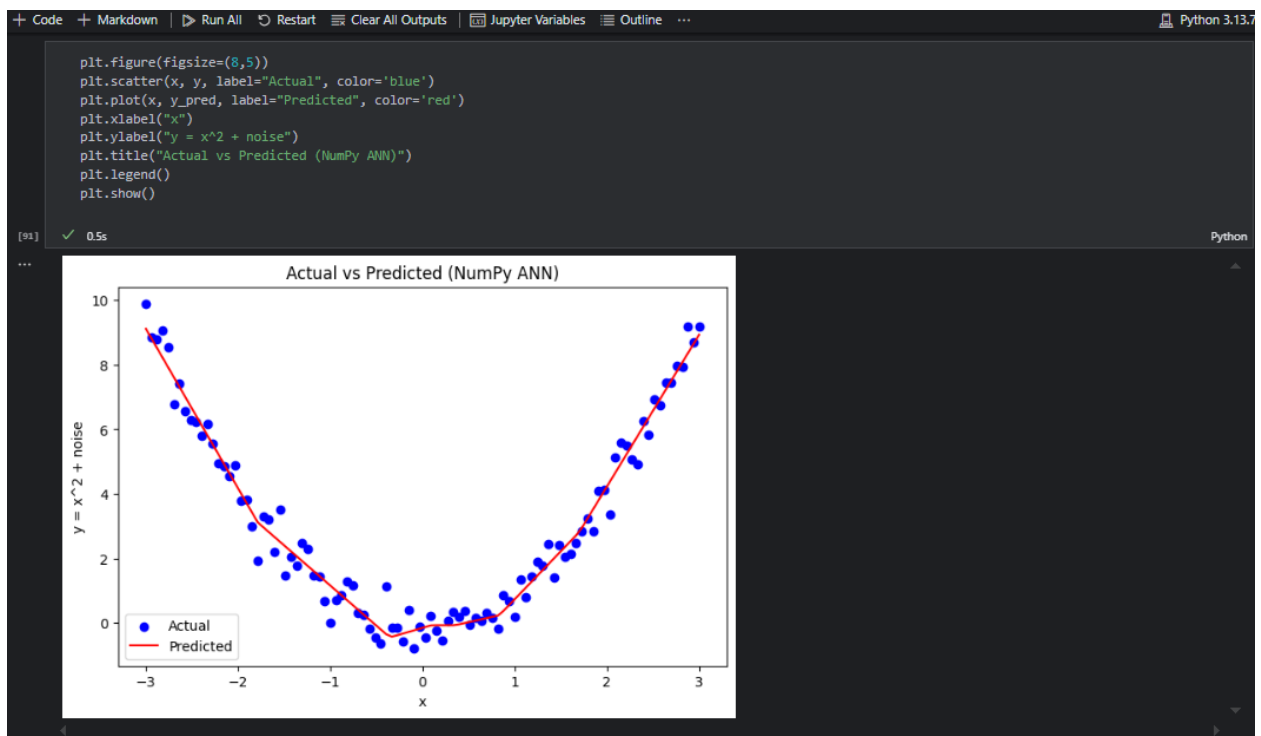 + Code + Markdown | Run All Restart Clear All Outputs | Jupyter Variables Outline ... Python 3.13.7
plt.figure(figsize=(8,5))
plt.scatter(x, y, label="Actual", color='blue')
plt.plot(x, y_pred, label="Predicted", color='red')
plt.xlabel("x")
plt.ylabel("y = x^2 + noise")
plt.title("Actual vs Predicted (NumPy ANN)")
plt.legend()
plt.show()
[91] ✓ 0.5s Python
...
Actual vs Predicted (NumPy ANN)
10
8
6
4
2
0
y = x^2 + noise
Actual
Predicted
−3 −2 −1 0 1 2 3
x